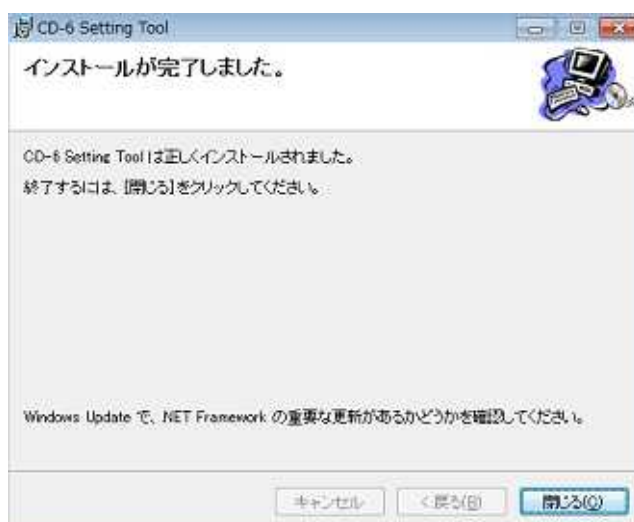 CD-6 Setting Tool
インストールが完了しました。
CD-6 Setting Tool は正しくインストールされました。
終了するには、[閉じる] をクリックしてください。
Windows Update で、.NET Framework の重要な更新があるかどうかを確認してください。
キャンセル
< 戻る(B)
閉じる(C)